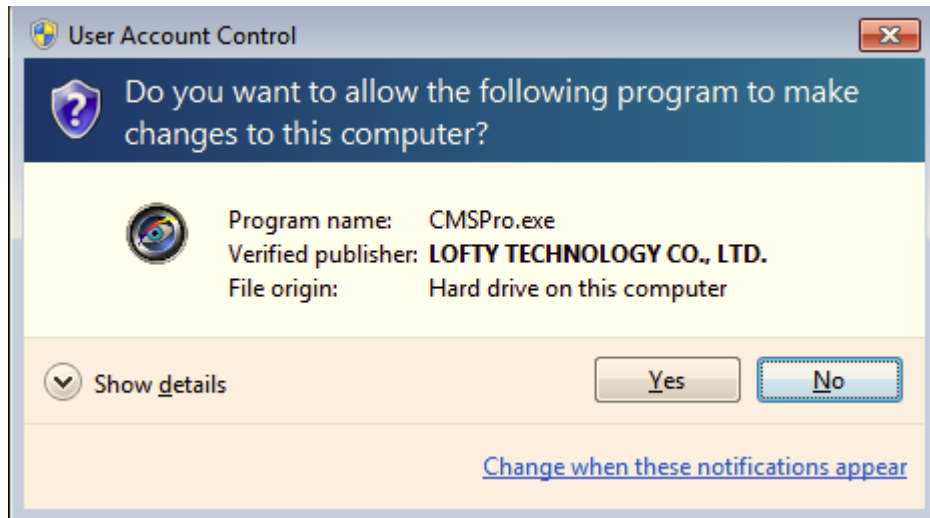 User Account Control
Do you want to allow the following program to make
changes to this computer?
Program name: CMSPro.exe
Verified publisher: LOFTY TECHNOLOGY CO., LTD.
File origin: Hard drive on this computer
Show details
Yes
No
Change when these notifications appear